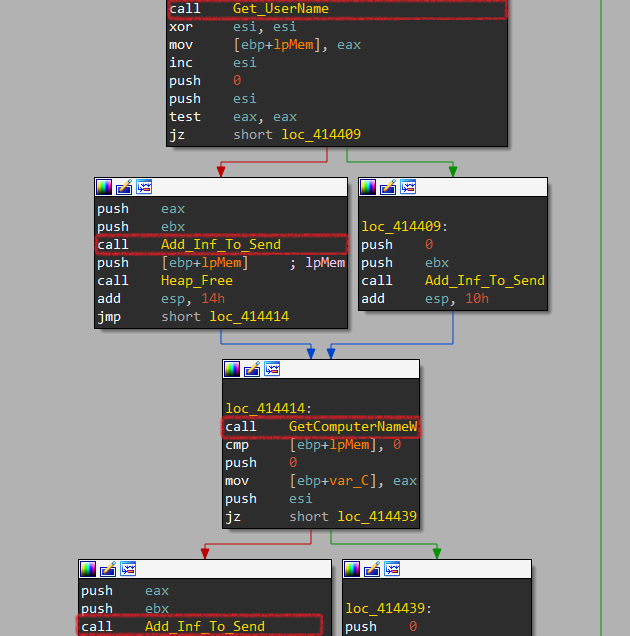 call Get_UserName
xor esi, esi
mov [ebp+lpMem], eax
inc esi
push 0
push esi
test eax, eax
jz short loc_414409
push eax
push ebx
call Add_Inf_To_Send
push [ebp+lpMem] ; lpMem
call Heap_Free
add esp, 14h
jmp short loc_414414
loc_414409:
push 0
push ebx
call Add_Inf_To_Send
add esp, 10h
loc_414414:
call GetComputerNameW
cmp [ebp+lpMem], 0
push 0
mov [ebp+var_C], eax
push esi
jz short loc_414439
push eax
push ebx
call Add_Inf_To_Send
loc_414439:
push 0